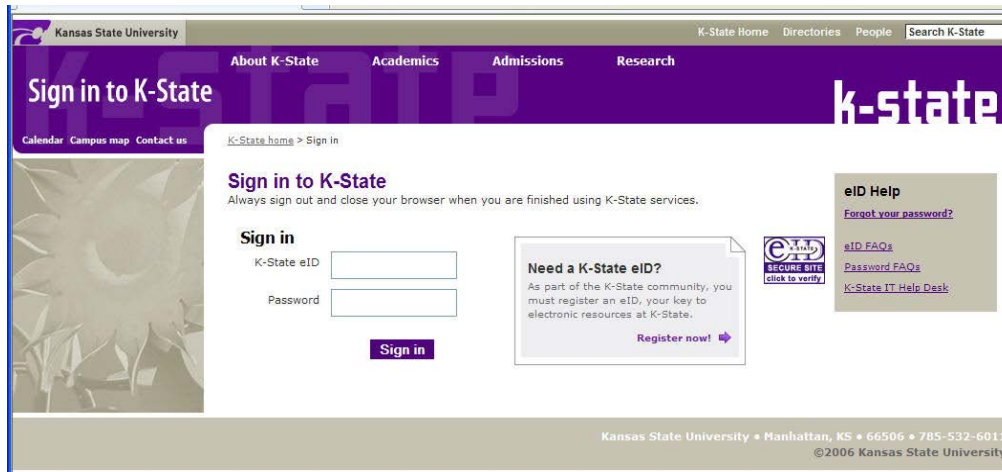 Kansas State University
K-State Home Directories People Search K-State
About K-State Academics Admissions Research
Sign in to K-State
k-state
Calendar Campus map Contact us
K-State home > Sign in
Sign in to K-State
Always sign out and close your browser when you are finished using K-State services.
Sign in
K-State eID
Password
Sign in
Need a K-State eID?
As part of the K-State community, you
must register an eID, your key to
electronic resources at K-State.
Register now!
eID
K-STATE
SECURE SITE
click to verify
eID Help
Forgot your password?
eID FAQs
Password FAQs
K-State IT Help Desk
Kansas State University • Manhattan, KS • 66506 • 785-532-6011
©2006 Kansas State University